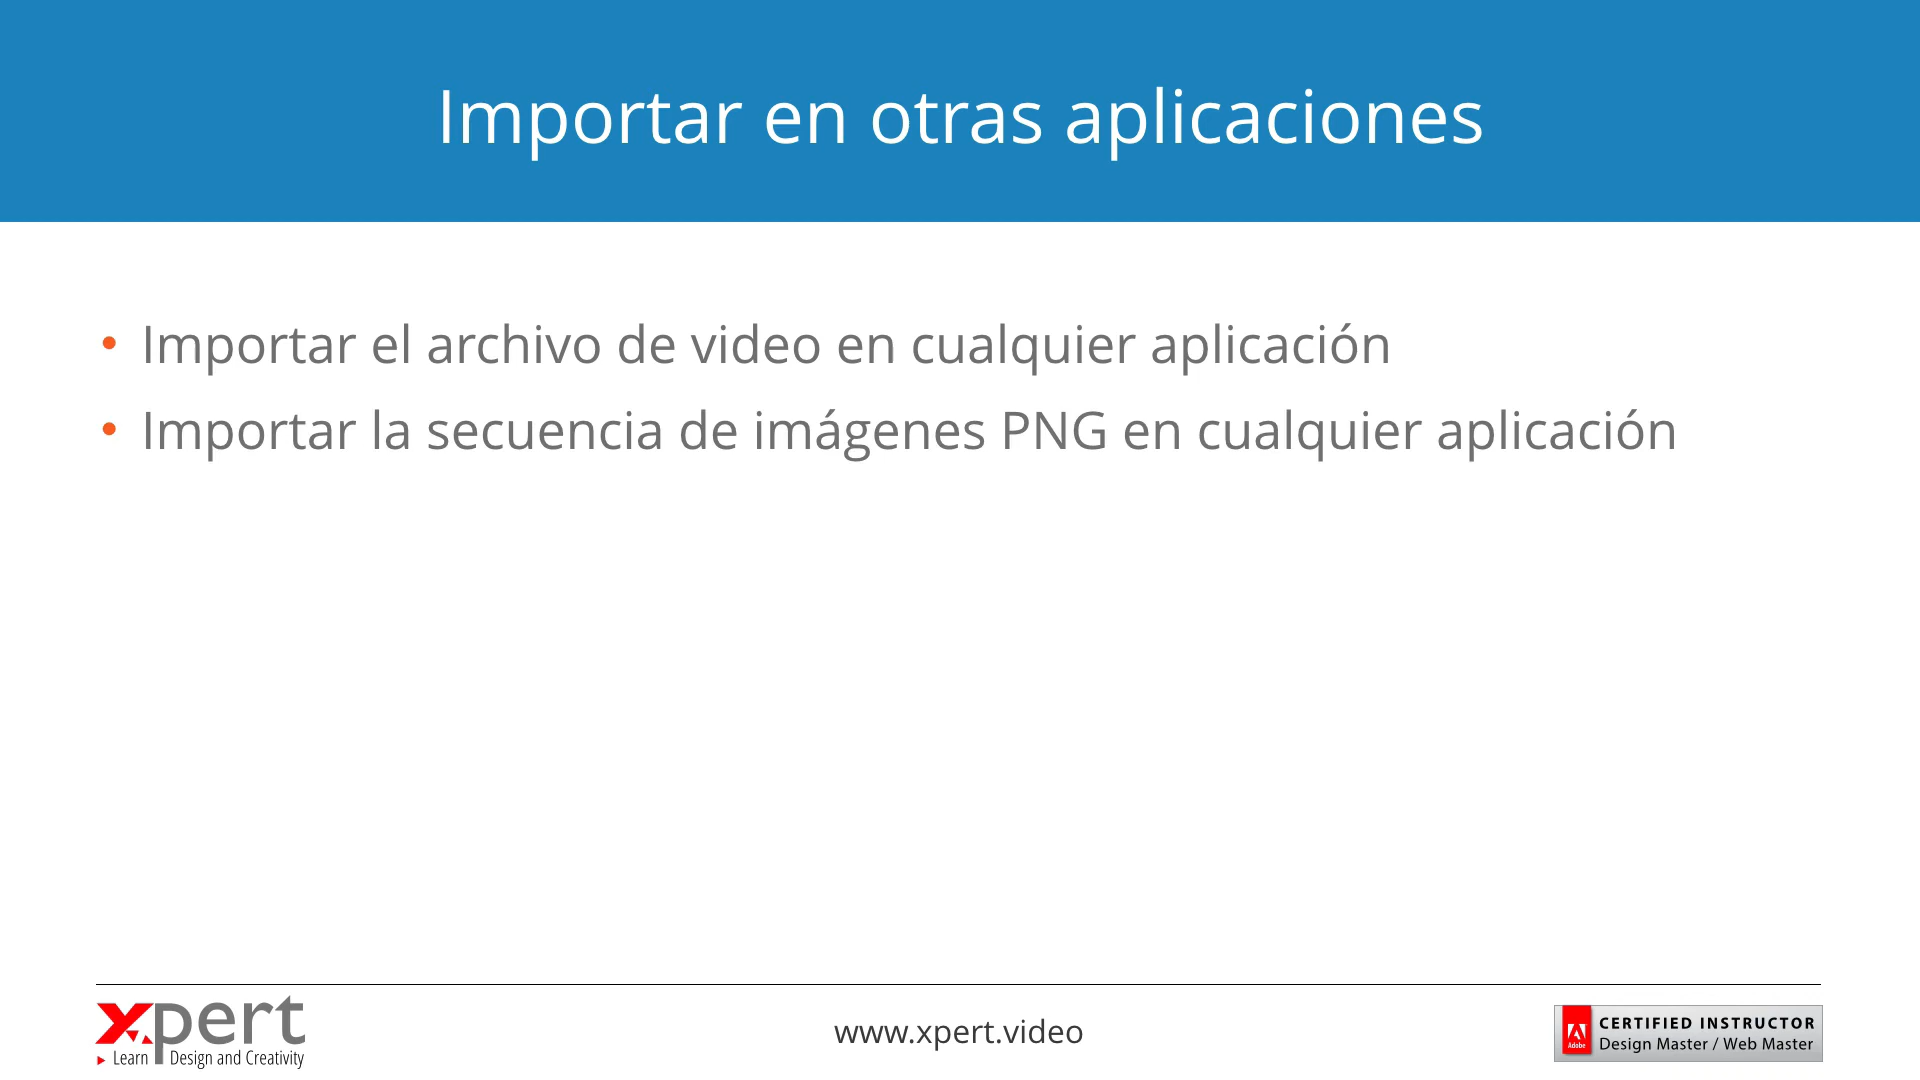 Importar en otras aplicaciones
• Importar el archivo de video en cualquier aplicación
• Importar la secuencia de imágenes PNG en cualquier aplicación
xpert
Learn Design and Creativity
www.xpert.video
Adobe
CERTIFIED INSTRUCTOR
Design Master / Web Master